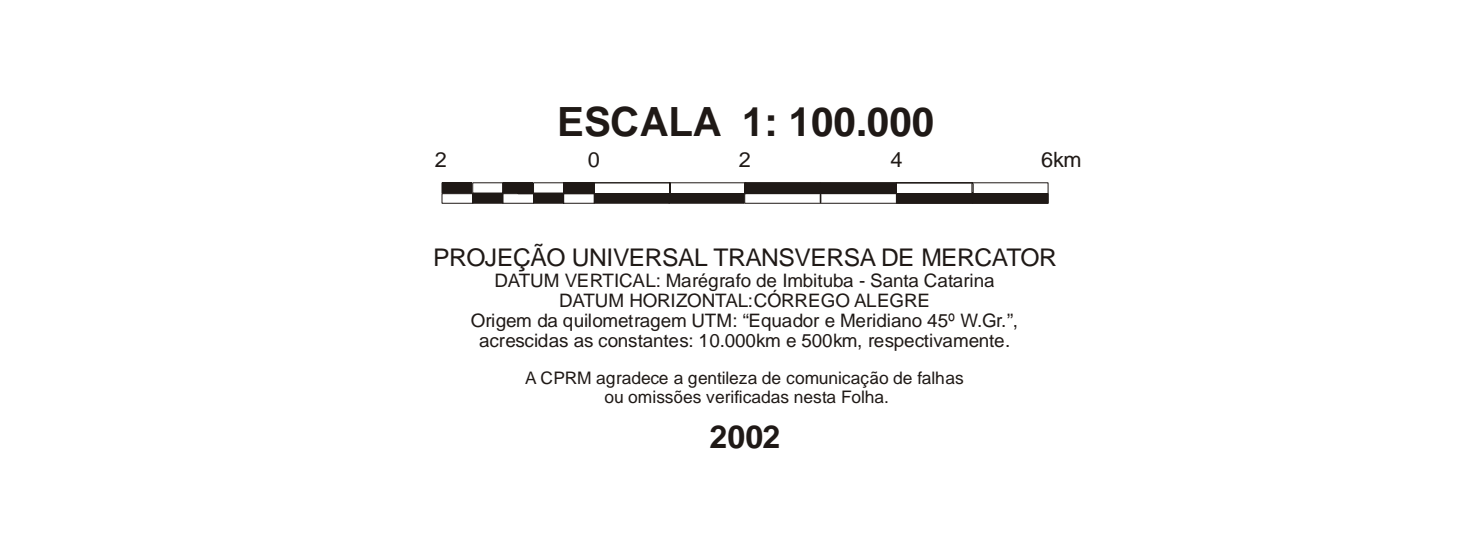 ESCALA 1: 100.000
2 0 2 4 6km
PROJEÇÃO UNIVERSAL TRANSVERSA DE MERCATOR
DATUM VERTICAL: Marégrafo de Imbituba - Santa Catarina
DATUM HORIZONTAL:CÓRREGO ALEGRE
Origem da quilometragem UTM: “Equador e Meridiano 45º W.Gr.”,
acrescidas as constantes: 10.000km e 500km, respectivamente.
A CPRM agradece a gentileza de comunicação de falhas
ou omissões verificadas nesta Folha.
2002